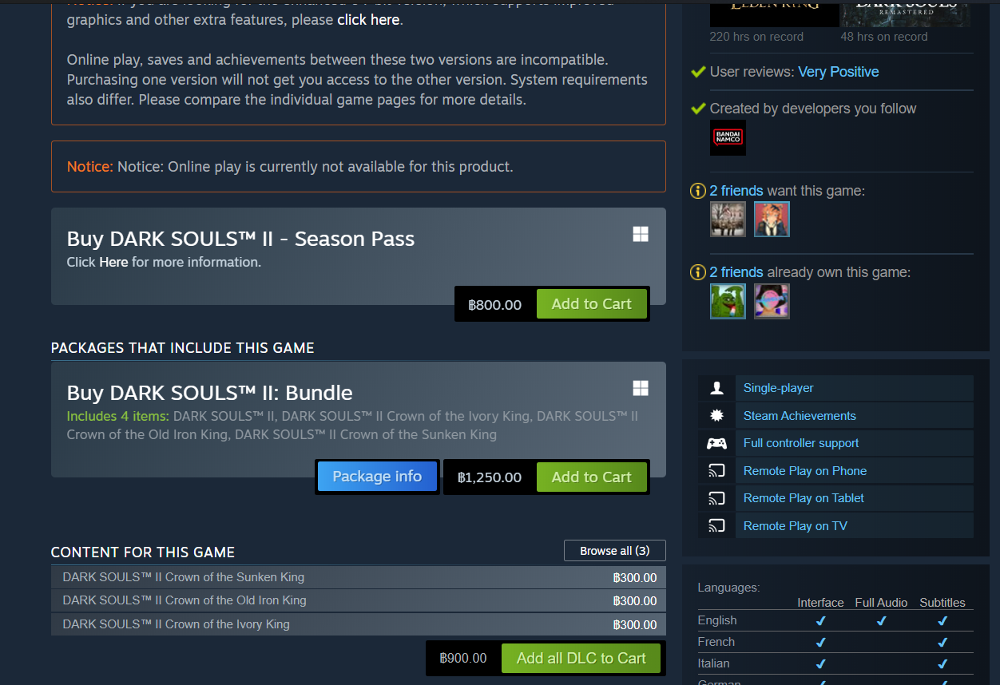 graphics and other extra features, please click here.
Online play, saves and achievements between these two versions are incompatible.
Purchasing one version will not get you access to the other version. System requirements
also differ. Please compare the individual game pages for more details.
Notice: Notice: Online play is currently not available for this product.
Buy DARK SOULS™ II - Season Pass
Click Here for more information.
฿800.00 Add to Cart
PACKAGES THAT INCLUDE THIS GAME
Buy DARK SOULS™ II: Bundle
Includes 4 items: DARK SOULS™ II, DARK SOULS™ II Crown of the Ivory King, DARK SOULS™ II
Crown of the Old Iron King, DARK SOULS™ II Crown of the Sunken King
Package info ฿1,250.00 Add to Cart
CONTENT FOR THIS GAME Browse all (3)
DARK SOULS™ II Crown of the Sunken King ฿300.00
DARK SOULS™ II Crown of the Old Iron King ฿300.00
DARK SOULS™ II Crown of the Ivory King ฿300.00
฿900.00 Add all DLC to Cart
ELDEN RING DARK SOULS
REMASTERED
220 hrs on record 48 hrs on record
User reviews: Very Positive
Created by developers you follow
BANDAI
NAMCO
2 friends want this game:
2 friends already own this game:
Single-player
Steam Achievements
Full controller support
Remote Play on Phone
Remote Play on Tablet
Remote Play on TV
Languages:
Interface Full Audio Subtitles
English ✔ ✔ ✔
French ✔ ✔
Italian ✔ ✔
German